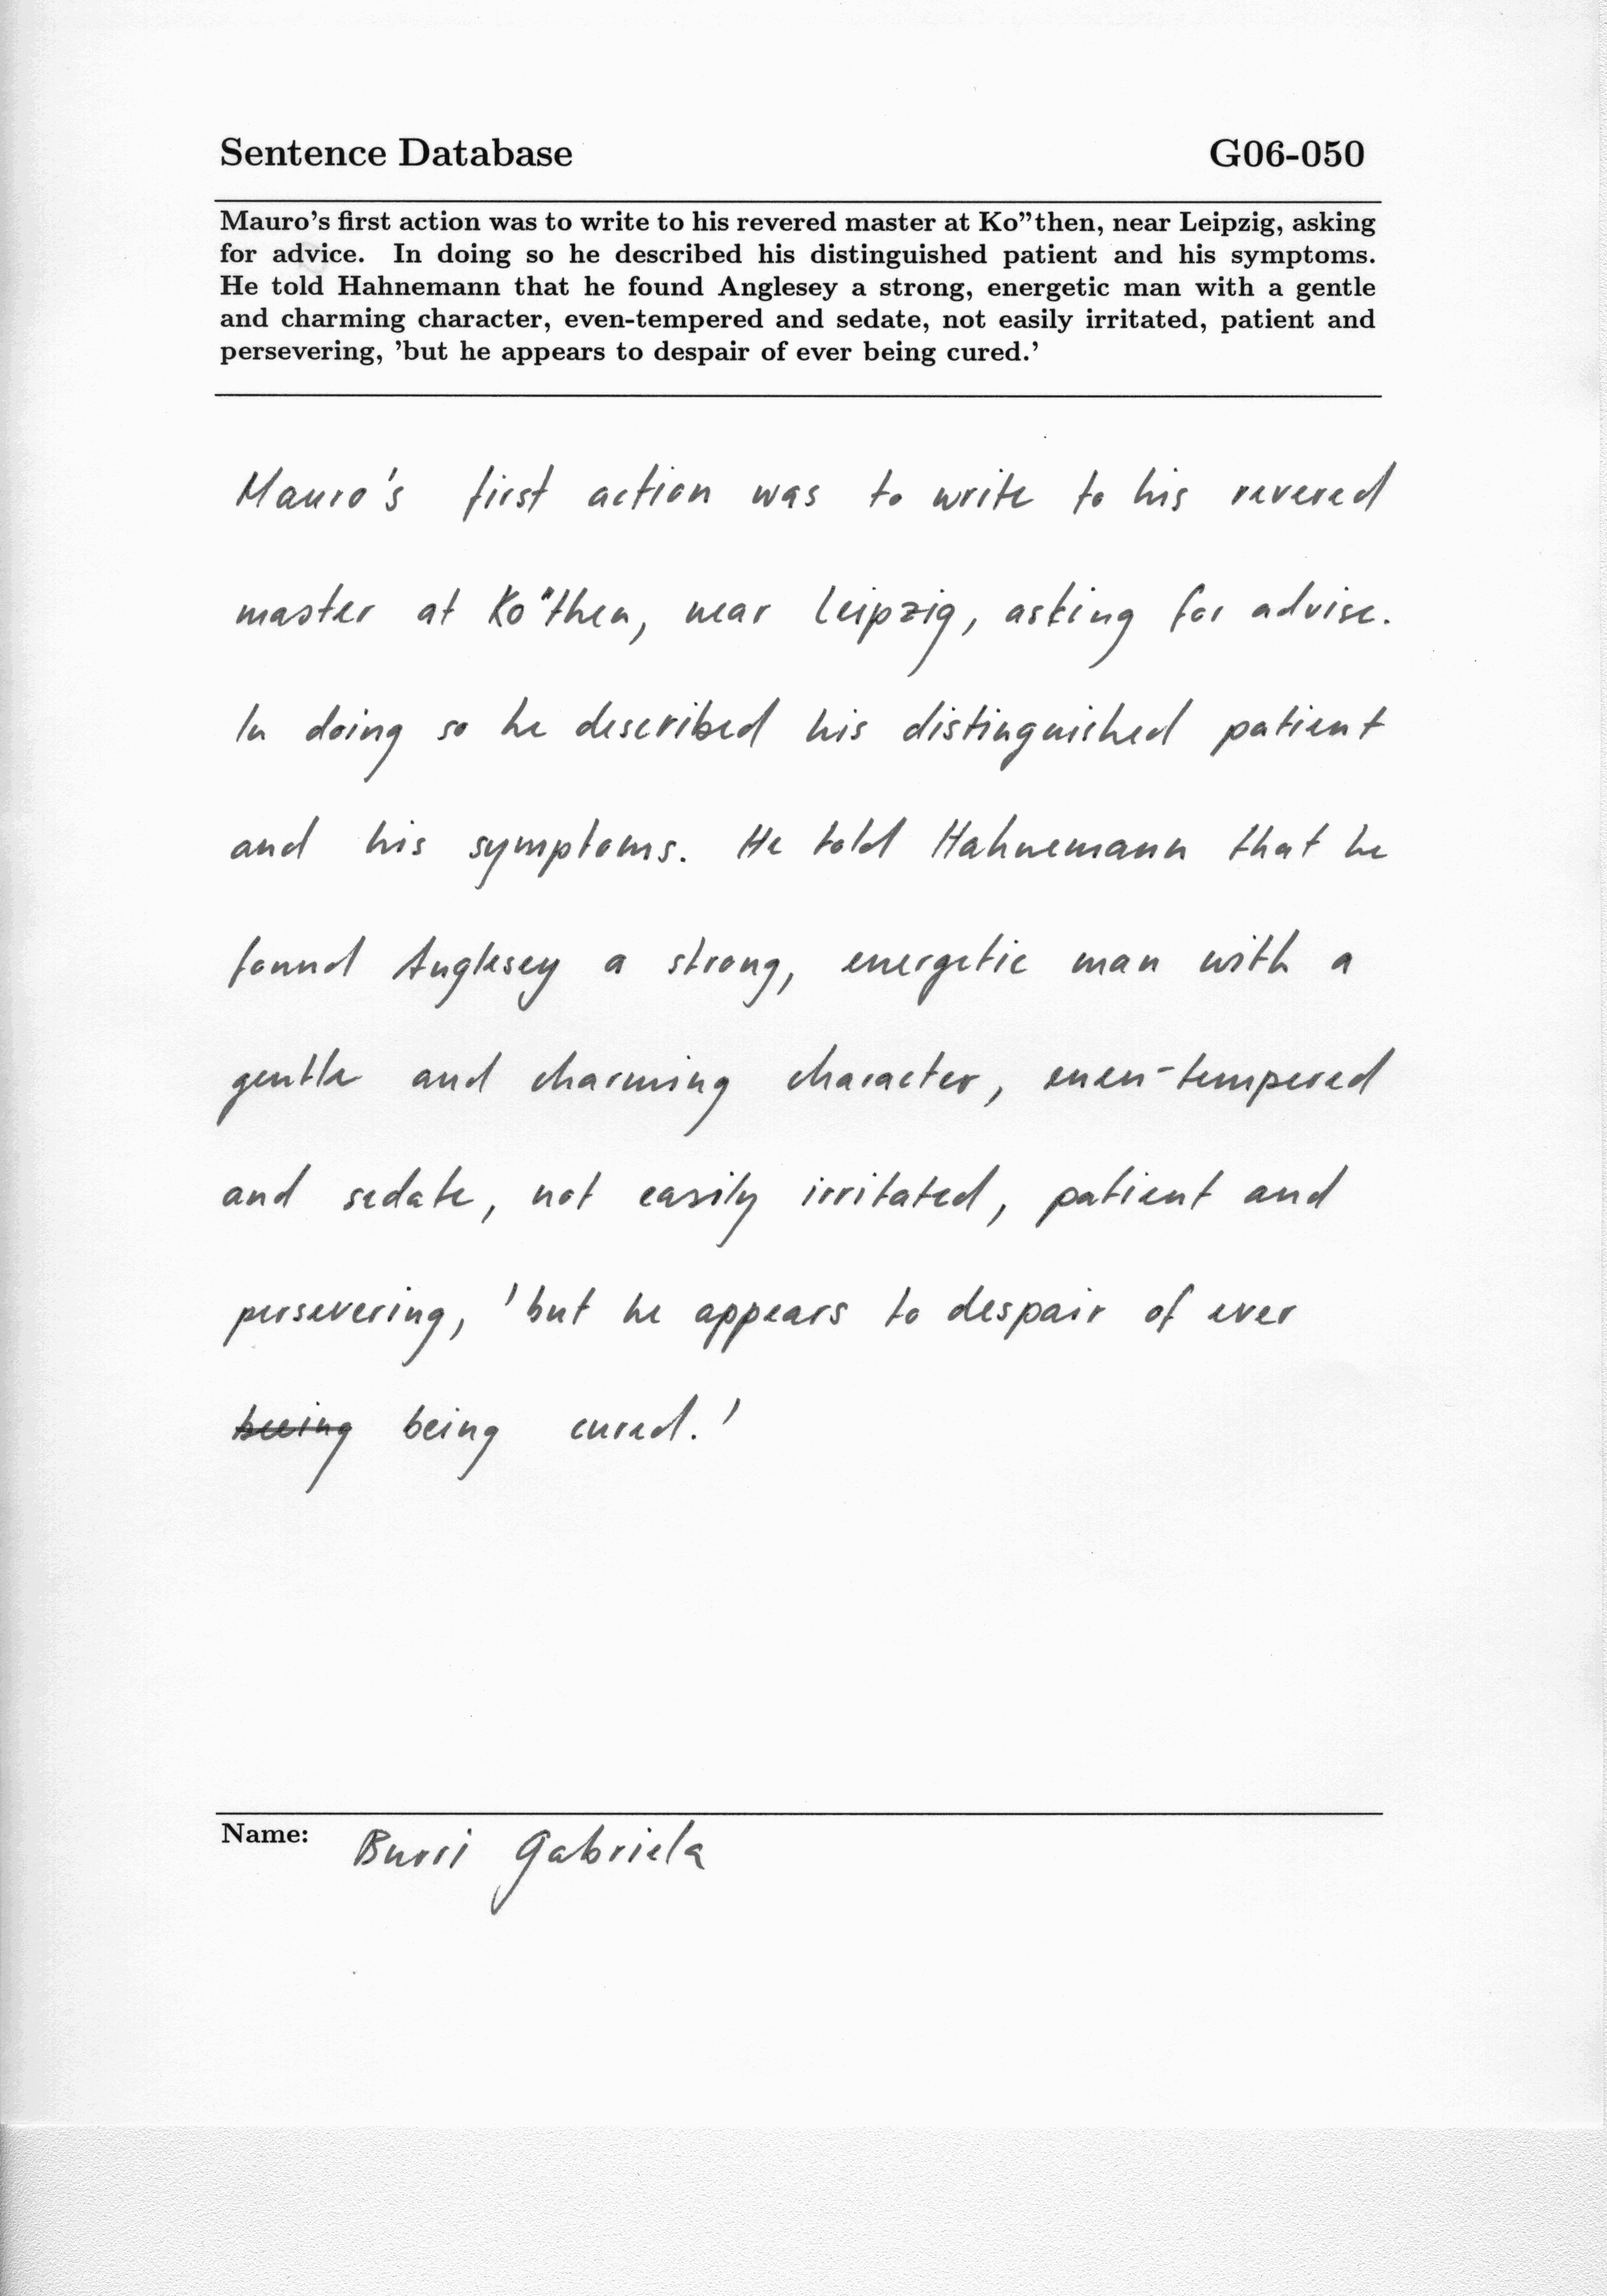 Sentence Database G06-050
Mauro's first action was to write to his revered master at Ko"then, near Leipzig, asking
for advice. In doing so he described his distinguished patient and his symptoms.
He told Hahnemann that he found Anglesey a strong, energetic man with a gentle
and charming character, even-tempered and sedate, not easily irritated, patient and
persevering, 'but he appears to despair of ever being cured.'
Mauro's first action was to write to his revered
master at Ko"then, near Leipzig, asking for advise.
In doing so he described his distinguished patient
and his symptoms. He told Hahnemann that he
found Anglesey a strong, energetic man with a
gentle and charming character, even-tempered
and sedate, not easily irritated, patient and
persevering, 'but he appears to despair of ever
beeing being cured.'
Name: Burri Gabriela